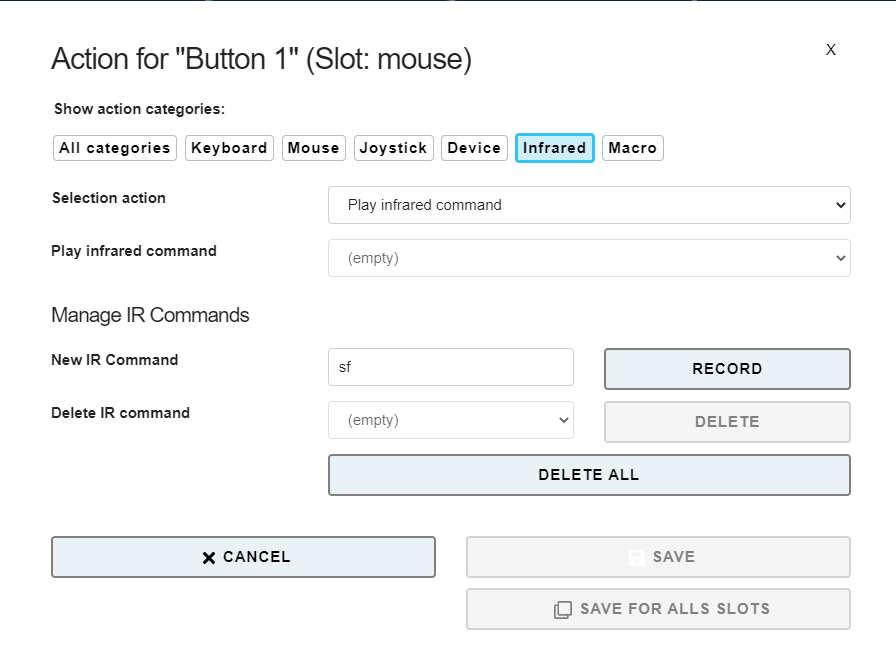 Action for "Button 1" (Slot: mouse)
X
Show action categories:
All categories Keyboard Mouse Joystick Device Infrared Macro
Selection action
Play infrared command
Play infrared command
(empty)
Manage IR Commands
New IR Command
sf
RECORD
Delete IR command
(empty)
DELETE
DELETE ALL
CANCEL
SAVE
SAVE FOR ALLS SLOTS